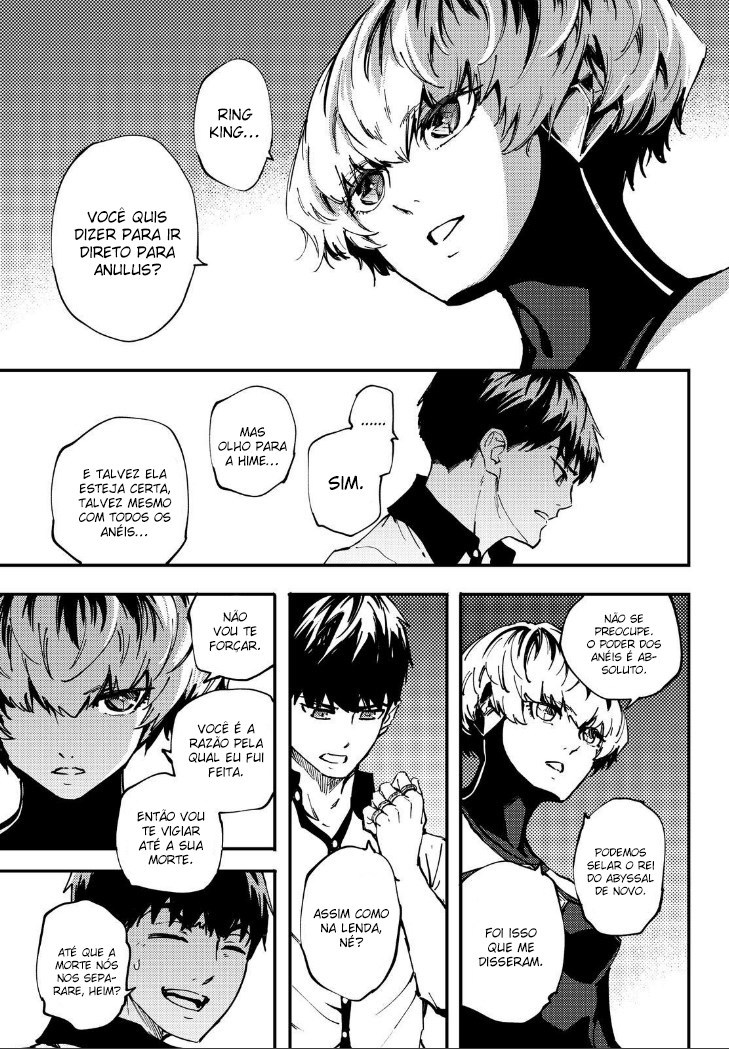 RING
KING...
VOCÊ QUIS
DIZER PARA IR
DIRETO PARA
ANULUS?
......
SIM.
MAS
OLHO PARA
A HIME...
E TALVEZ ELA
ESTEJA CERTA,
TALVEZ MESMO
COM TODOS OS
ANÉIS...
NÃO SE
PREOCUPE.
O PODER DOS
ANÉIS É AB-
SOLUTO.
PODEMOS
SELAR O REI
DO ABYSSAL
DE NOVO.
FOI ISSO
QUE ME
DISSERAM.
ASSIM COMO
NA LENDA,
NÉ?
NÃO
VOU TE
FORÇAR.
VOCÊ É A
RAZÃO PELA
QUAL EU FUI
FEITA.
ENTÃO VOU
TE VIGIAR
ATÉ A SUA
MORTE.
ATÉ QUE A
MORTE NÓS
NOS SEPA-
RARE, HEIM?